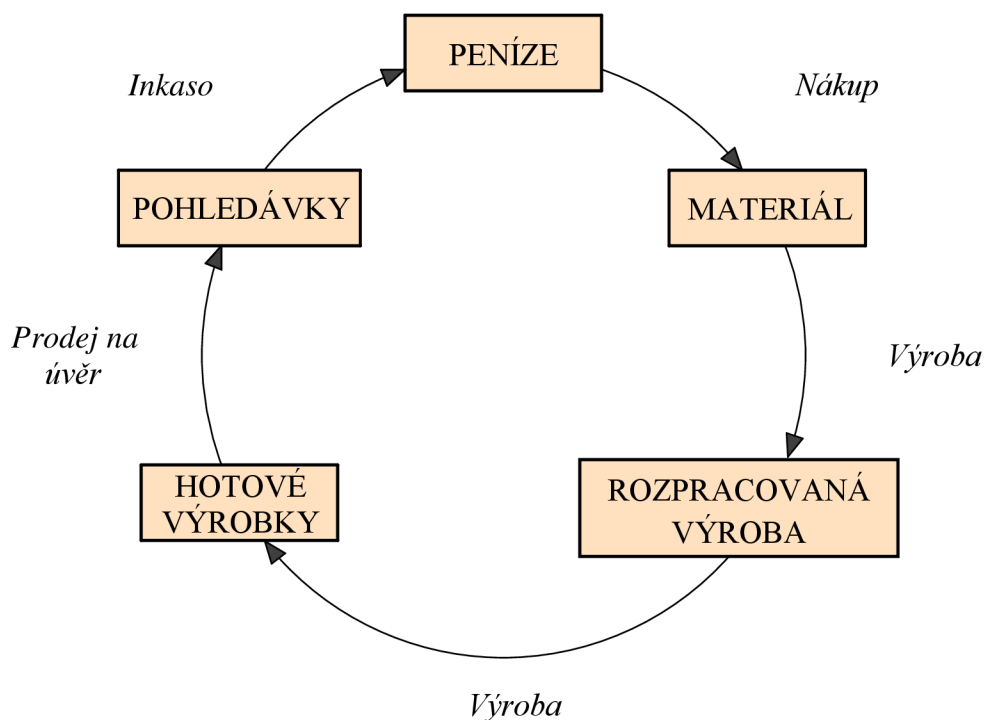 PENÍZE
Inkaso
Nákup
POHLEDÁVKY
MATERIÁL
Prodej na
úvěr
Výroba
HOTOVÉ
VÝROBKY
ROZPRACOVANÁ
VÝROBA
Výroba